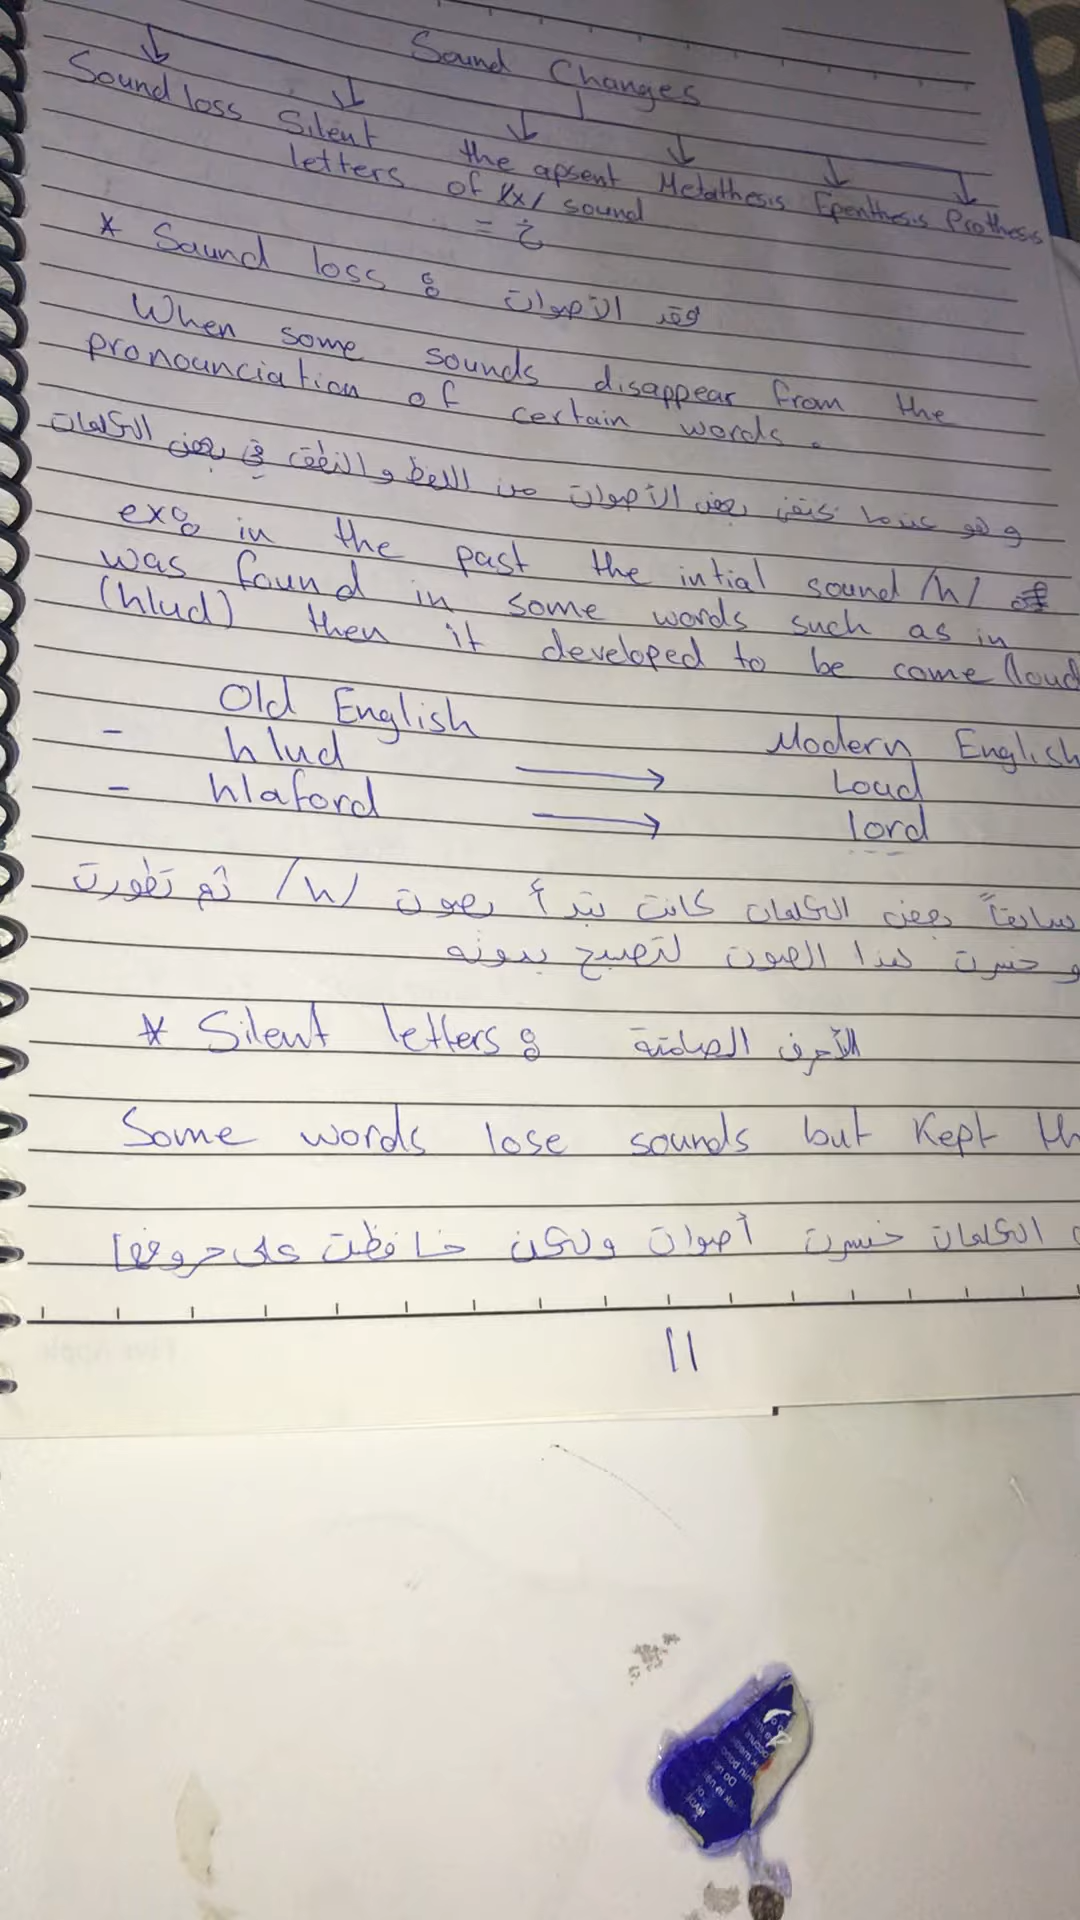 Sound Changes
Sound loss
Silent letters
the apsent of /x/ sound = خ
Metathesis
Epenthesis
Prothesis
* Saund loss : فقد الأصوات
When some sounds disappear from the
pronounciation of certain words.
و هو عندما تختفي بعض الأصوات من اللفظ والنطق في بعض الكلمات
ex: in the past the intial sound /h/
was found in some words such as in
(hlud) then it developed to be come loud
Old English Modern English
- hlud → Loud
- hlaford → lord
سابقاً بعض الكلمات كانت تبدأ بصوت /h/ ثم تطورت
و خسرت هذا الصوت لتصبح بدونه
* Silent letters : الأحرف الصامتة
Some words lose sounds but Kept th
الكلمات خسرت أصوات ولكن حافظت على حروفها
11